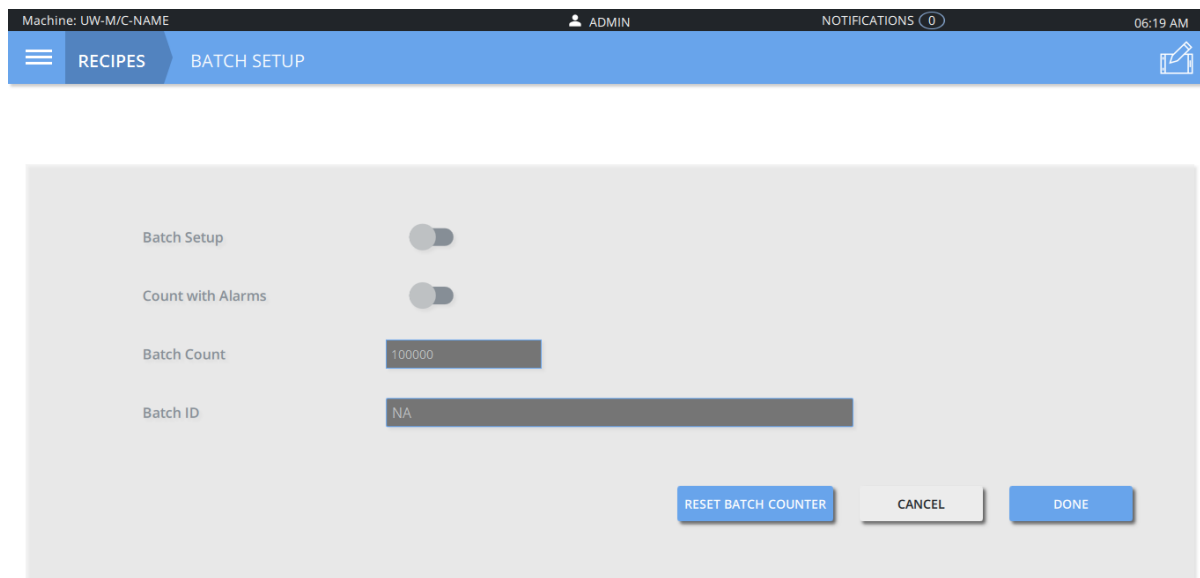 Machine: UW-M/C-NAME ADMIN NOTIFICATIONS 0 06:19 AM
RECIPES BATCH SETUP
Batch Setup
Count with Alarms
Batch Count 100000
Batch ID NA
RESET BATCH COUNTER CANCEL DONE